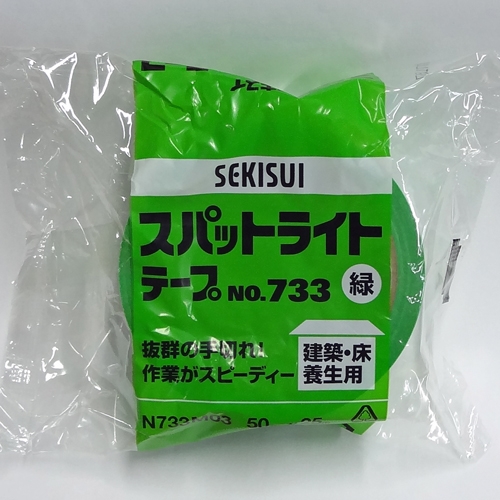 SEKISUI
スパットライト
テープ No.733 緑
抜群の手切れ!
作業がスピーディー
建築・床
養生用
50